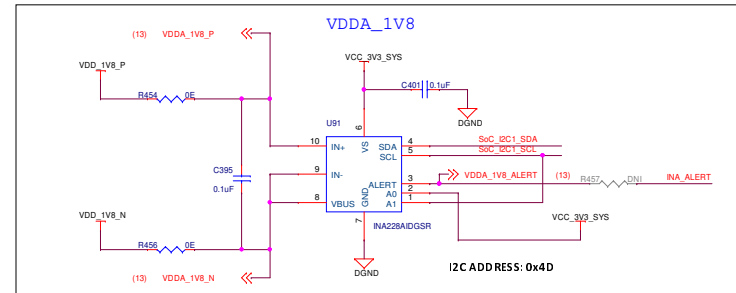 VDDA_1V8
(13) VDDA_1V8_P
VCC_3V3_SYS
VDD_1V8_P
C401 0.1uF
R454 0E
DGND
U91
6
VS
10 IN+
SDA 4 SoC_I2C1_SDA
SCL 5 SoC_I2C1_SCL
9 IN-
C395
0.1uF
ALERT 3 VDDA_1V8_ALERT (13) R457 DNI INA_ALERT
A0 2
8 VBUS
A1 1
GND
7
VDD_1V8_N
VCC_3V3_SYS
INA228AIDGSR
R456 0E
DGND
I2C ADDRESS: 0x4D
(13) VDDA_1V8_N